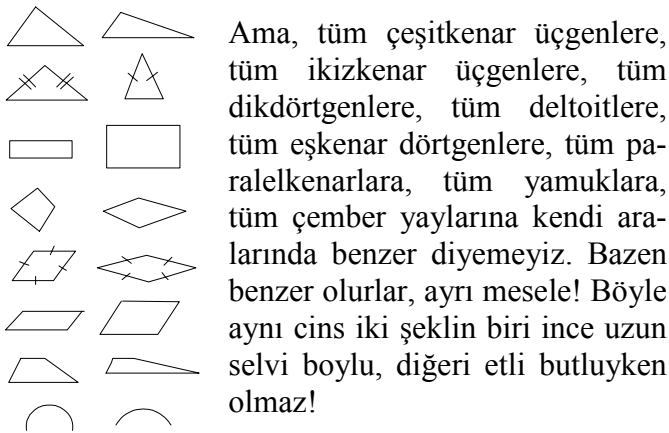 Ama, tüm çeşitkenar üçgenlere,
tüm ikizkenar üçgenlere, tüm
dikdörtgenlere, tüm deltoitlere,
tüm eşkenar dörtgenlere, tüm pa-
ralelkenarlara, tüm yamuklara,
tüm çember yaylarına kendi ara-
larında benzer diyemeyiz. Bazen
benzer olurlar, ayrı mesele! Böyle
aynı cins iki şeklin biri ince uzun
selvi boylu, diğeri etli butluyken
olmaz!